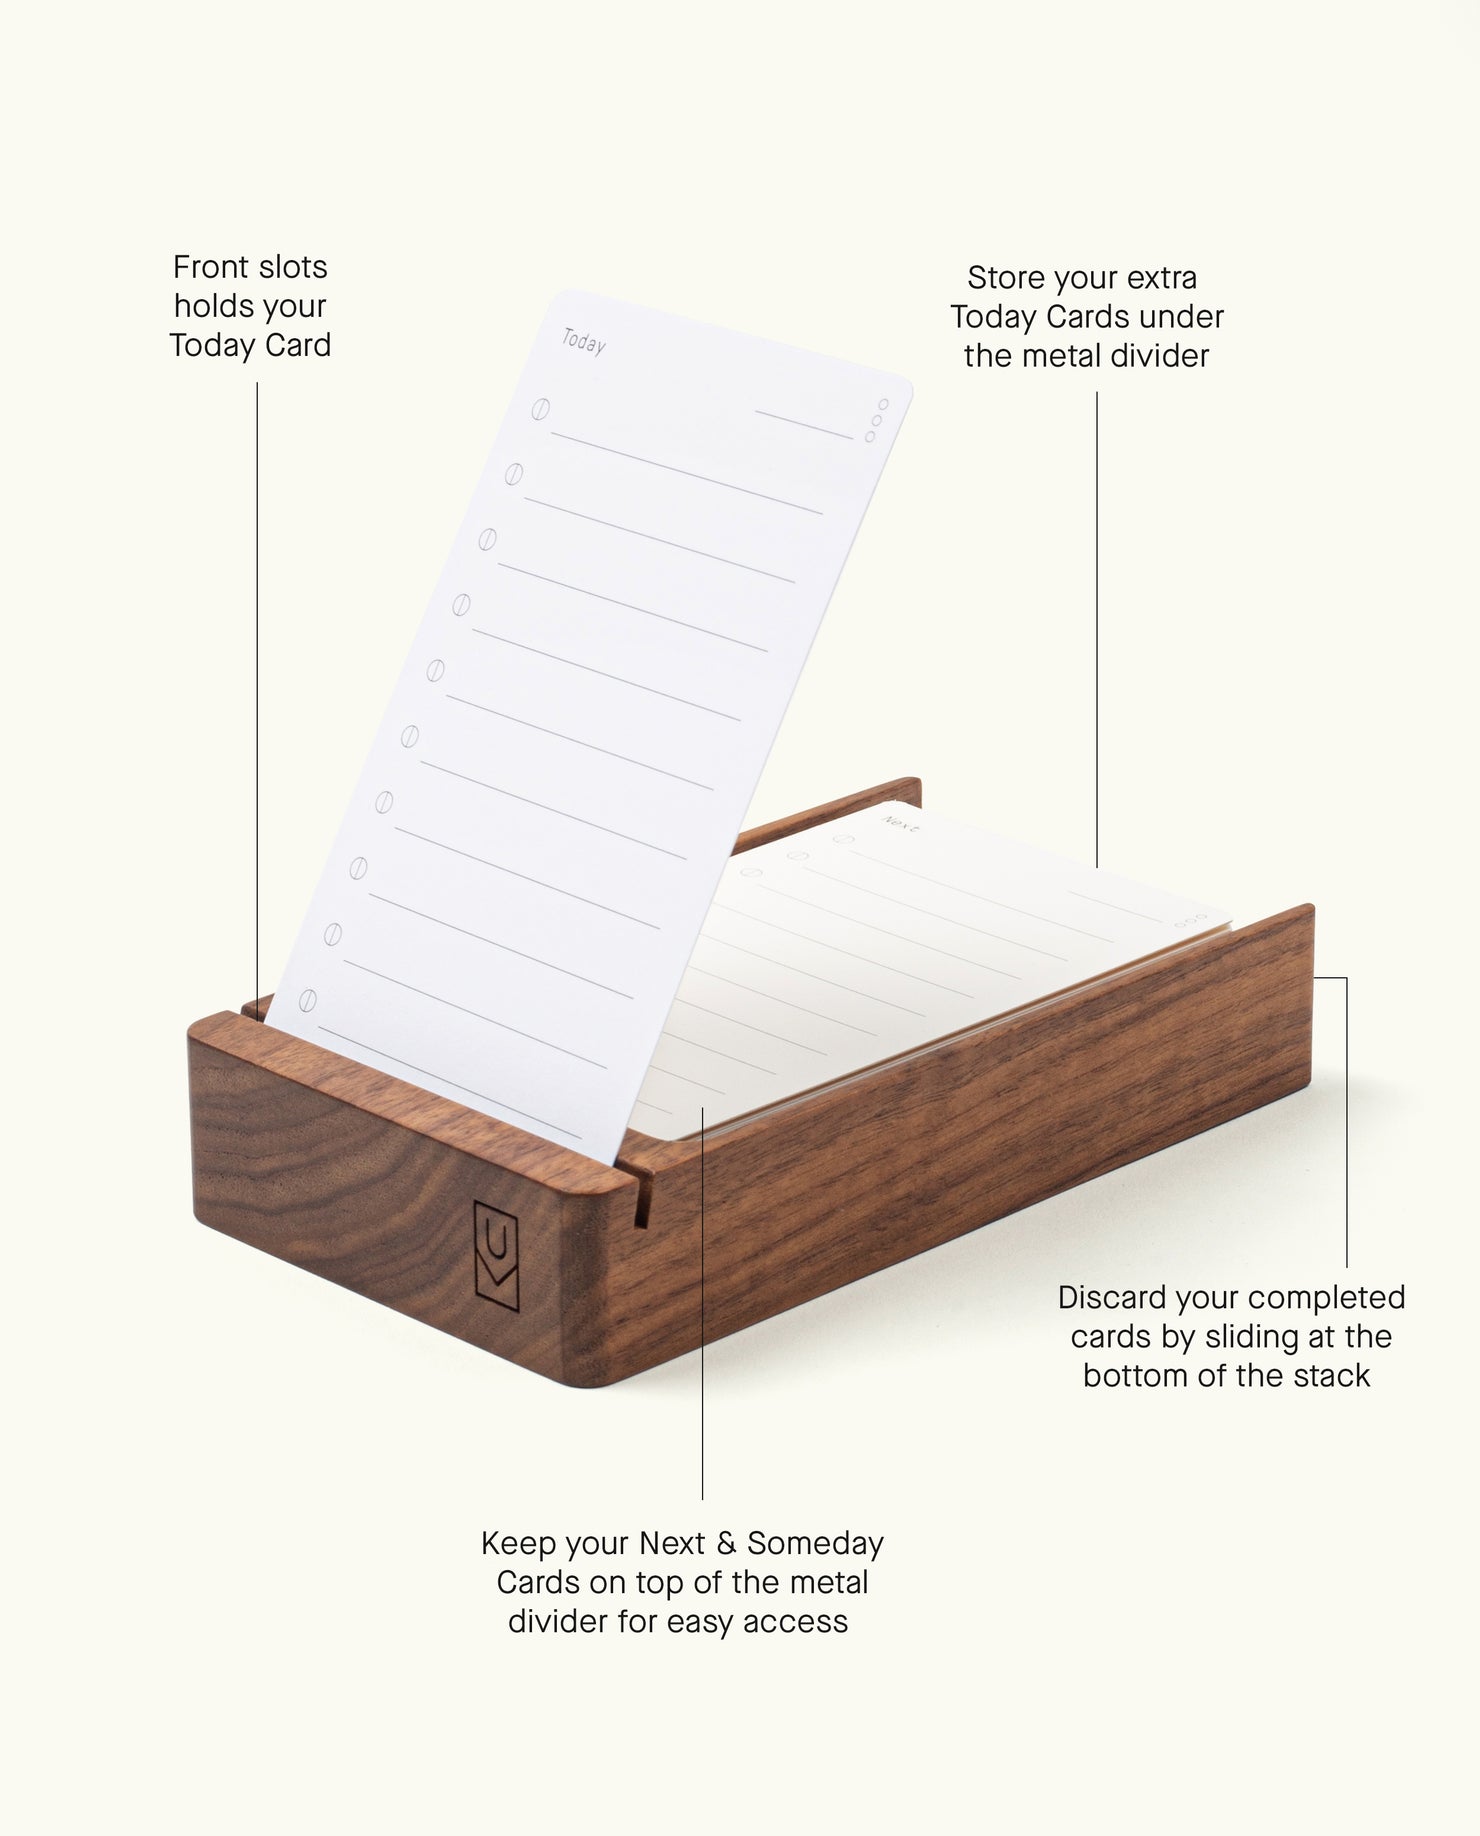 Front slots
holds your
Today Card
Store your extra
Today Cards under
the metal divider
Today
Next
U
Discard your completed
cards by sliding at the
bottom of the stack
Keep your Next & Someday
Cards on top of the metal
divider for easy access